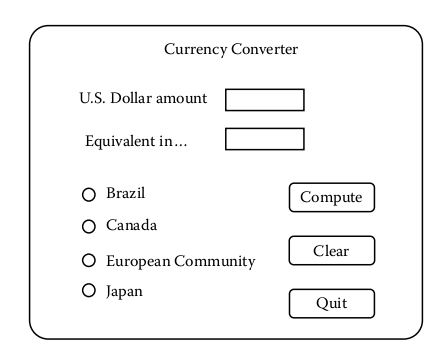 Currency Converter
U.S. Dollar amount
Equivalent in...
Brazil
Canada
European Community
Japan
Compute
Clear
Quit